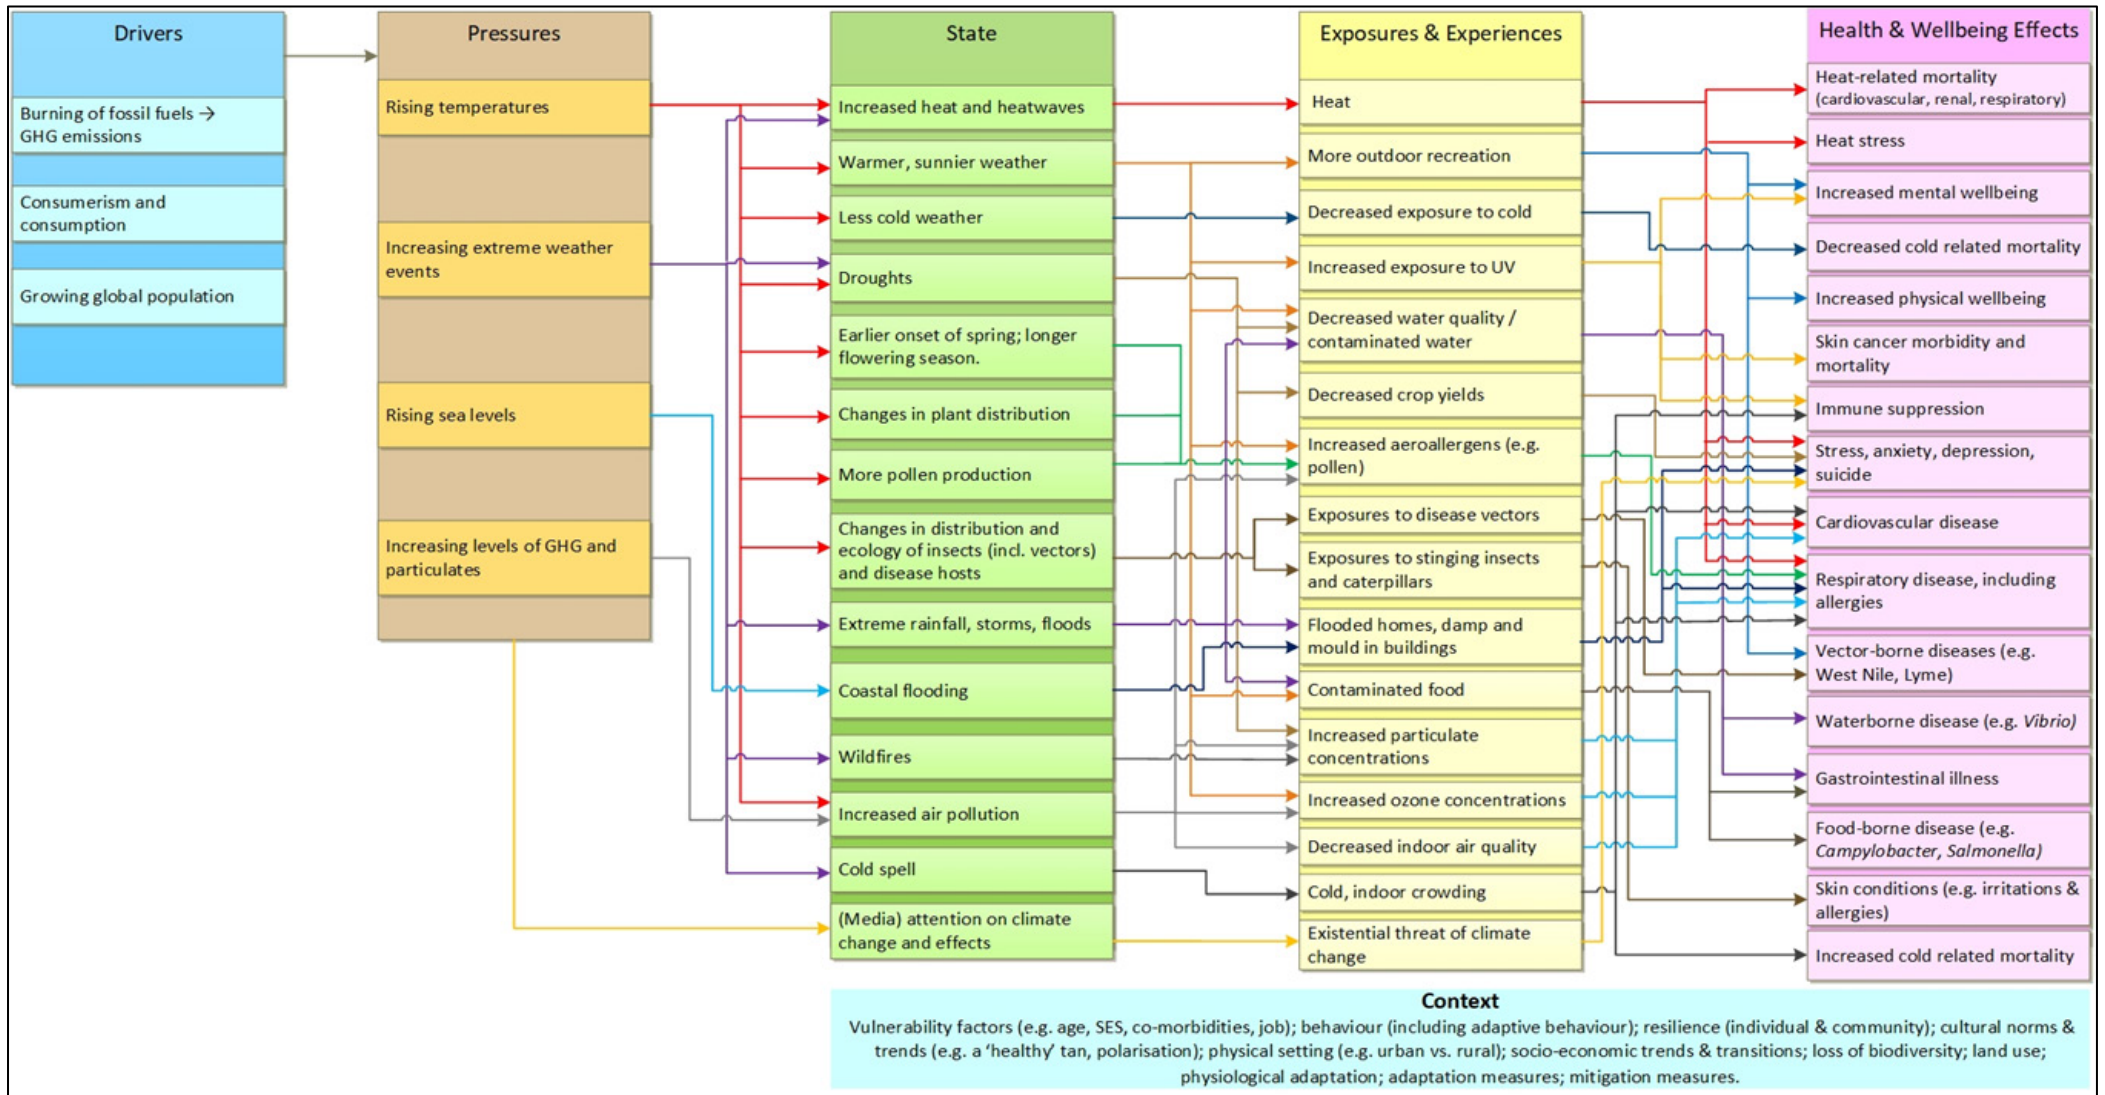 Drivers
Burning of fossil fuels →
GHG emissions
Consumerism and
consumption
Growing global population
Pressures
Rising temperatures
Increasing extreme weather
events
Rising sea levels
Increasing levels of GHG and
particulates
State
Increased heat and heatwaves
Warmer, sunnier weather
Less cold weather
Droughts
Earlier onset of spring; longer
flowering season.
Changes in plant distribution
More pollen production
Changes in distribution and
ecology of insects (incl. vectors)
and disease hosts
Extreme rainfall, storms, floods
Coastal flooding
Wildfires
Increased air pollution
Cold spell
(Media) attention on climate
change and effects
Exposures & Experiences
Heat
More outdoor recreation
Decreased exposure to cold
Increased exposure to UV
Decreased water quality /
contaminated water
Decreased crop yields
Increased aeroallergens (e.g.
pollen)
Exposures to disease vectors
Exposures to stinging insects
and caterpillars
Flooded homes, damp and
mould in buildings
Contaminated food
Increased particulate
concentrations
Increased ozone concentrations
Decreased indoor air quality
Cold, indoor crowding
Existential threat of climate
change
Health & Wellbeing Effects
Heat-related mortality
(cardiovascular, renal, respiratory)
Heat stress
Increased mental wellbeing
Decreased cold related mortality
Increased physical wellbeing
Skin cancer morbidity and
mortality
Immune suppression
Stress, anxiety, depression,
suicide
Cardiovascular disease
Respiratory disease, including
allergies
Vector-borne diseases (e.g.
West Nile, Lyme)
Waterborne disease (e.g. Vibrio)
Gastrointestinal illness
Food-borne disease (e.g.
Campylobacter, Salmonella)
Skin conditions (e.g. irritations &
allergies)
Increased cold related mortality
Context
Vulnerability factors (e.g. age, SES, co-morbidities, job); behaviour (including adaptive behaviour); resilience (individual & community); cultural norms &
trends (e.g. a ‘healthy’ tan, polarisation); physical setting (e.g. urban vs. rural); socio-economic trends & transitions; loss of biodiversity; land use;
physiological adaptation; adaptation measures; mitigation measures.